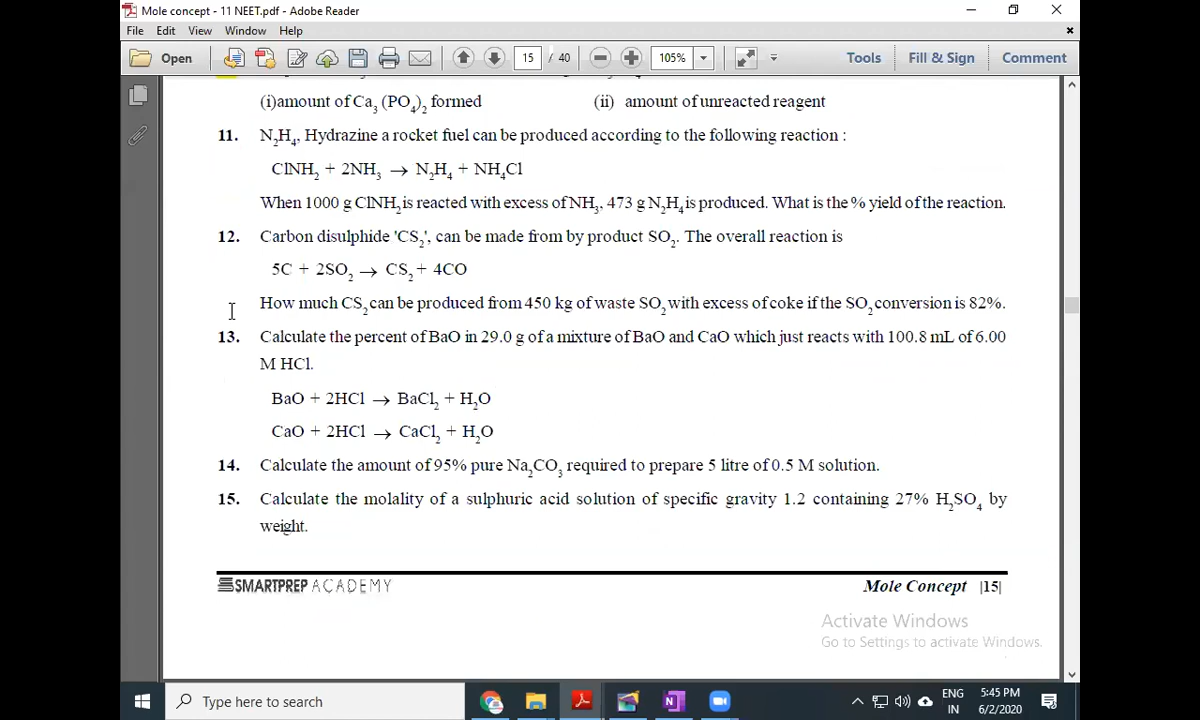 Mole concept - 11 NEET.pdf - Adobe Reader
File Edit View Window Help
Open 15 / 40 105% Tools Fill & Sign Comment
(i)amount of Ca3 (PO4)2 formed (ii) amount of unreacted reagent
11. N2H4, Hydrazine a rocket fuel can be produced according to the following reaction :
ClNH2 + 2NH3 → N2H4 + NH4Cl
When 1000 g ClNH2 is reacted with excess of NH3, 473 g N2H4 is produced. What is the % yield of the reaction.
12. Carbon disulphide 'CS2', can be made from by product SO2. The overall reaction is
5C + 2SO2 → CS2 + 4CO
How much CS2 can be produced from 450 kg of waste SO2 with excess of coke if the SO2 conversion is 82%.
13. Calculate the percent of BaO in 29.0 g of a mixture of BaO and CaO which just reacts with 100.8 mL of 6.00
M HCl.
BaO + 2HCl → BaCl2 + H2O
CaO + 2HCl → CaCl2 + H2O
14. Calculate the amount of 95% pure Na2CO3 required to prepare 5 litre of 0.5 M solution.
15. Calculate the molality of a sulphuric acid solution of specific gravity 1.2 containing 27% H2SO4 by
weight.
SMARTPREP ACADEMY Mole Concept |15|
Activate Windows
Go to Settings to activate Windows.
Type here to search
ENG 5:45 PM
IN 6/2/2020